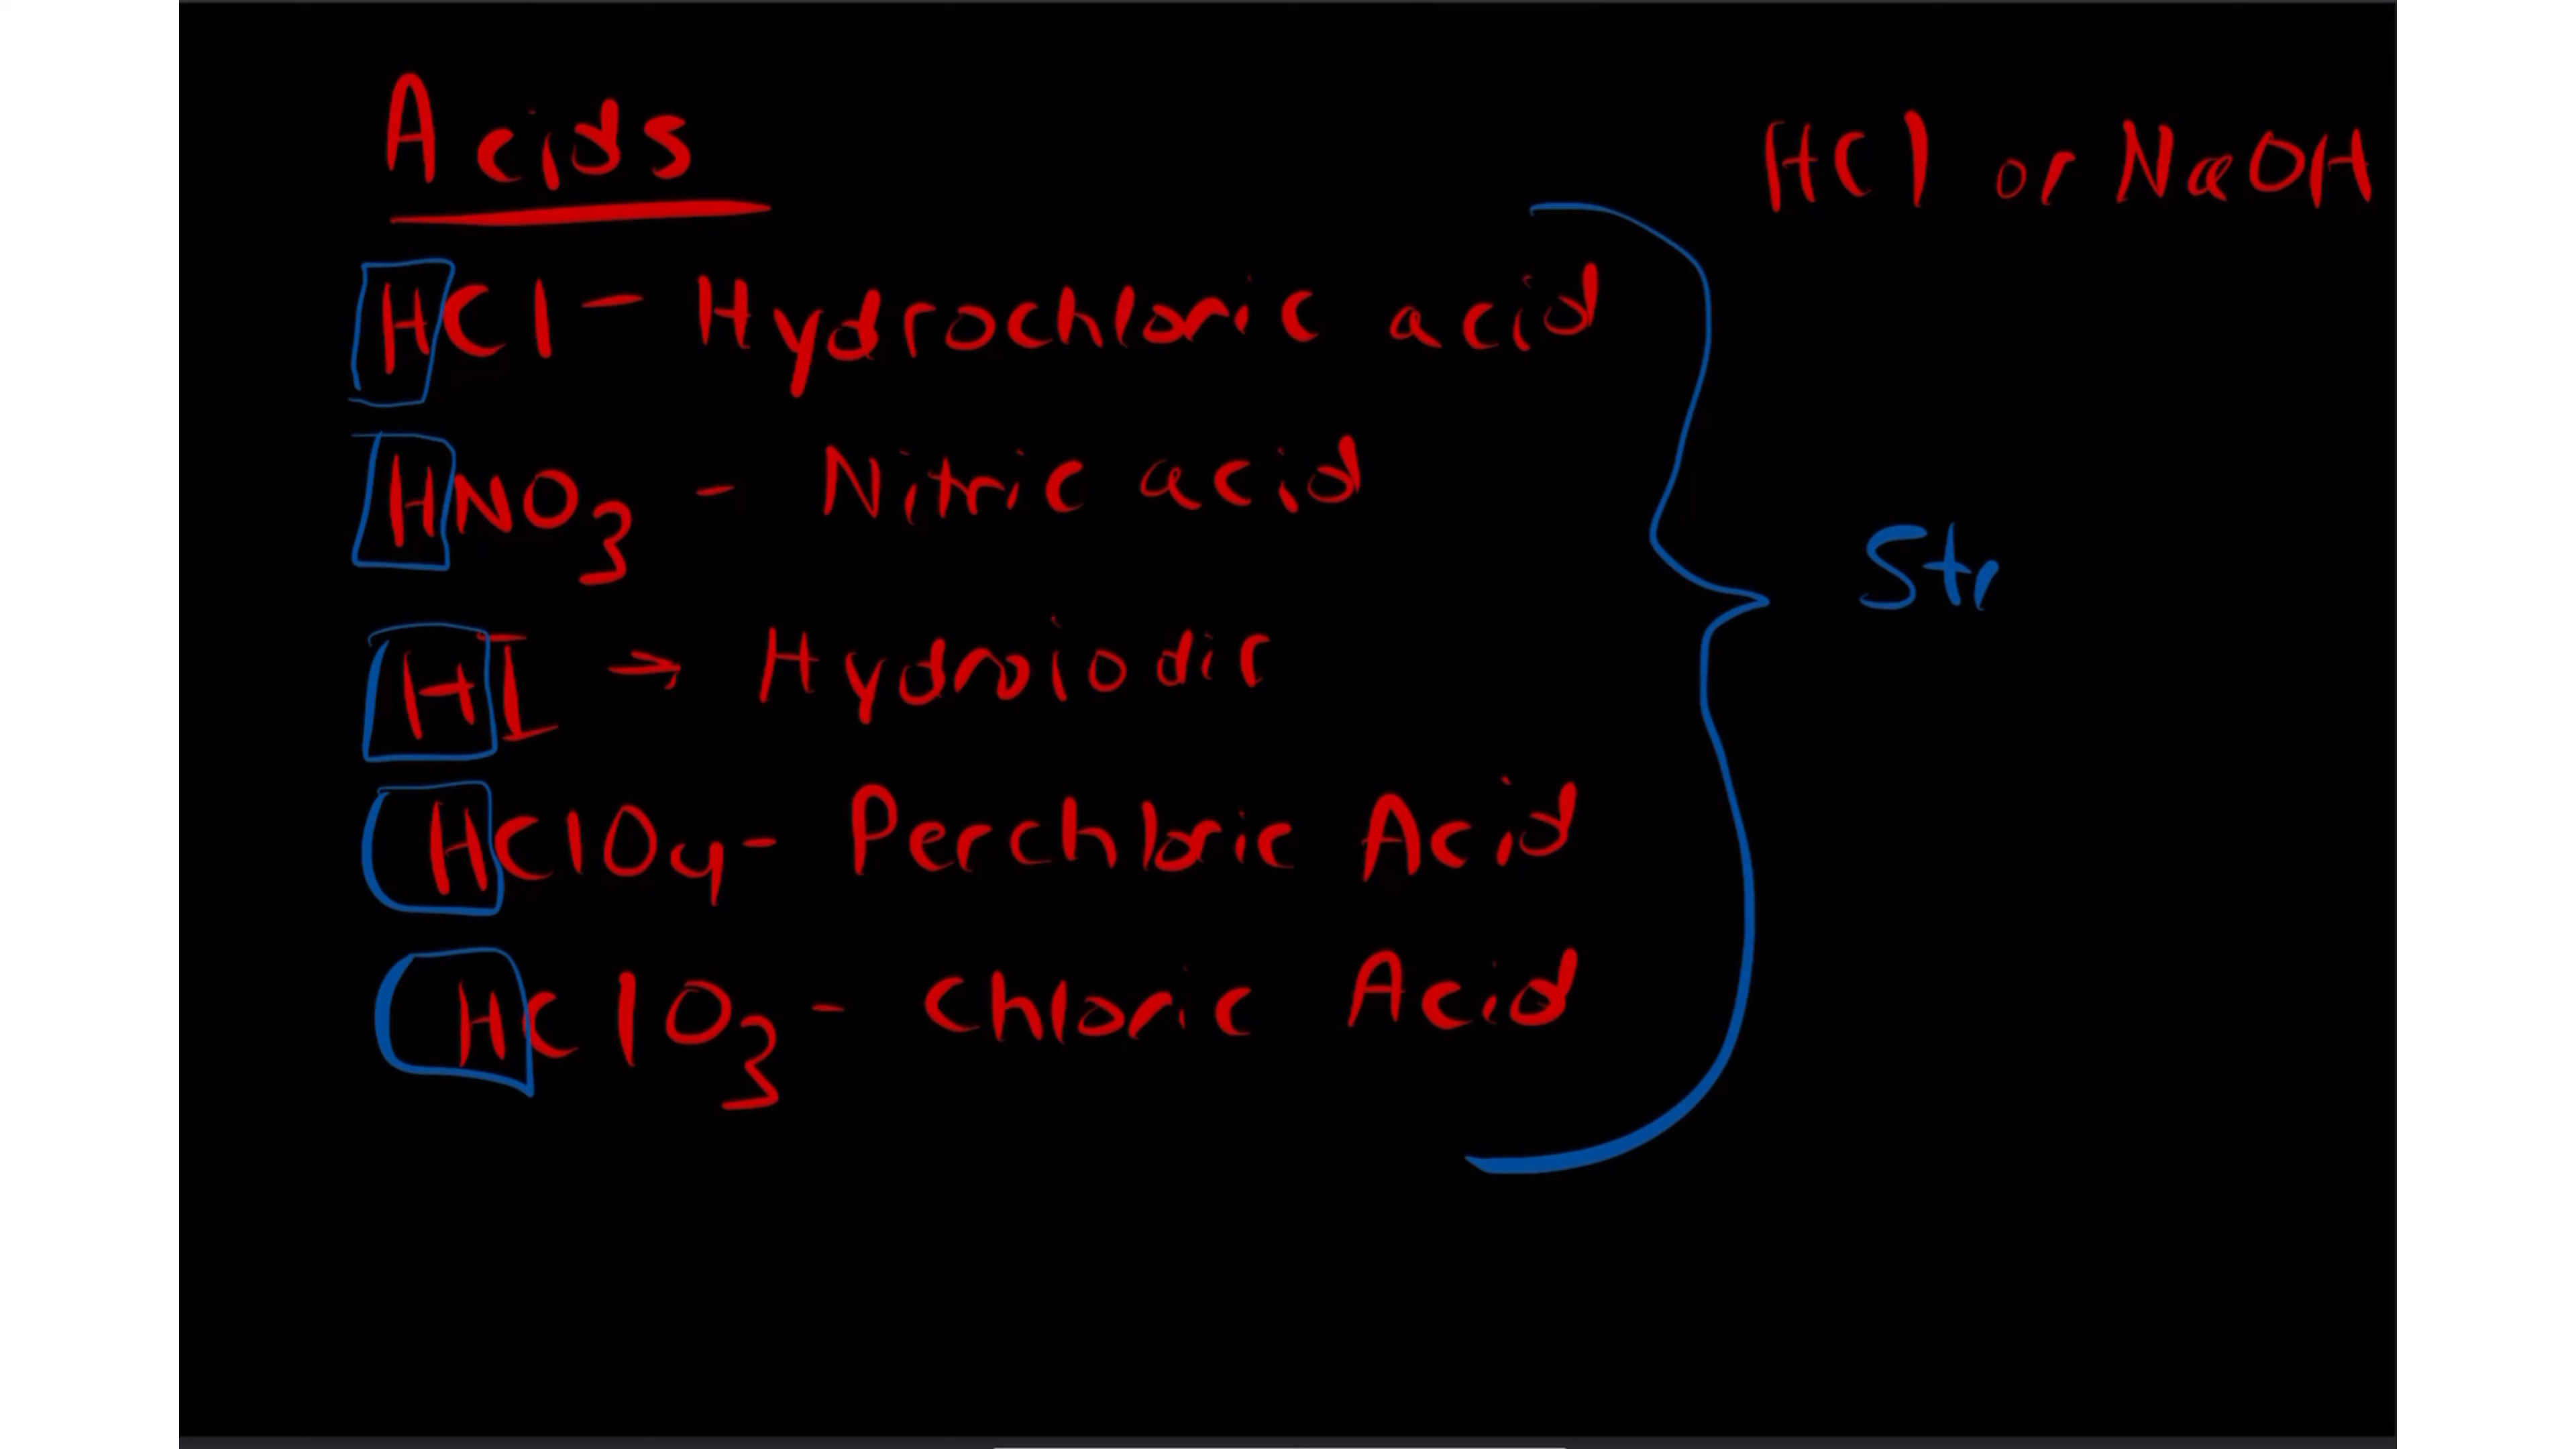 Acids
HCl or NaOH
HCl - Hydrochloric acid
HNO3 - Nitric acid
Str
HI → Hydroiodic
HClO4 - Perchloric Acid
HClO3 - Chloric Acid